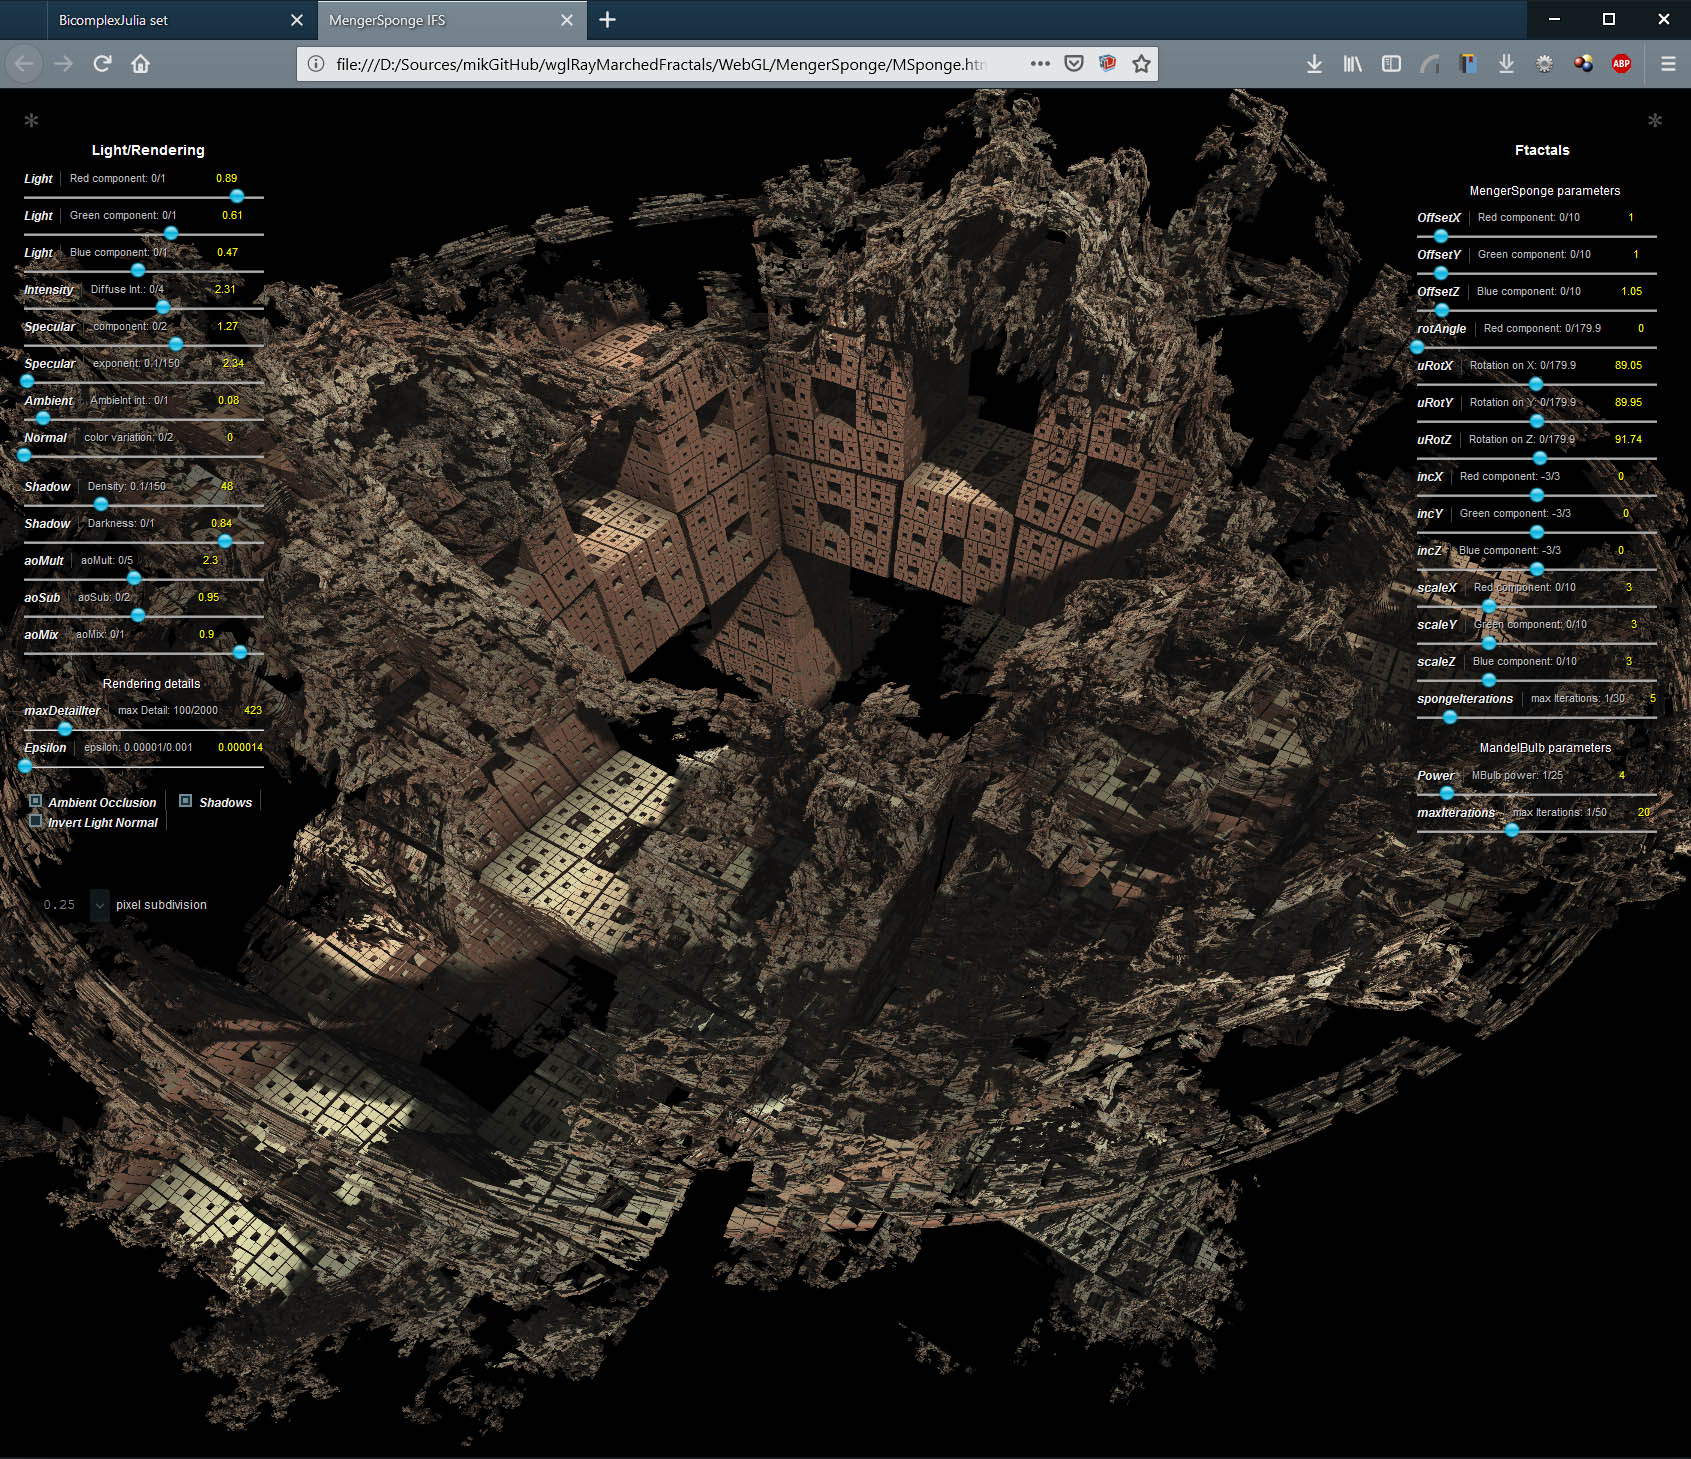 BicomplexJulia set
MengerSponge IFS
file:///D:/Sources/mikGitHub/wglRayMarchedFractals/WebGL/MengerSponge/MSponge.htm
ABP
*
Light/Rendering
Light Red component: 0/1 0.89
Light Green component: 0/1 0.61
Light Blue component: 0/1 0.47
Intensity Diffuse Int.: 0/4 2.31
Specular component: 0/2 1.27
Specular exponent: 0.1/150 2.34
Ambient AmbieInt int.: 0/1 0.08
Normal color variation: 0/2 0
Shadow Density: 0.1/150 48
Shadow Darkness: 0/1 0.84
aoMult aoMult: 0/5 2.3
aoSub aoSub: 0/2 0.95
aoMix aoMix: 0/1 0.9
Rendering details
maxDetailIter max Detail: 100/2000 423
Epsilon epsilon: 0.00001/0.001 0.000014
Ambient Occlusion Shadows
Invert Light Normal
0.25 pixel subdivision
*
Ftactals
MengerSponge parameters
OffsetX Red component: 0/10 1
OffsetY Green component: 0/10 1
OffsetZ Blue component: 0/10 1.05
rotAngle Red component: 0/179.9 0
uRotX Rotation on X: 0/179.9 89.05
uRotY Rotation on Y: 0/179.9 89.95
uRotZ Rotation on Z: 0/179.9 91.74
incX Red component: -3/3 0
incY Green component: -3/3 0
incZ Blue component: -3/3 0
scaleX Red component: 0/10 3
scaleY Green component: 0/10 3
scaleZ Blue component: 0/10 3
spongeIterations max Iterations: 1/30 5
MandelBulb parameters
Power MBulb power: 1/25 4
maxIterations max Iterations: 1/50 20